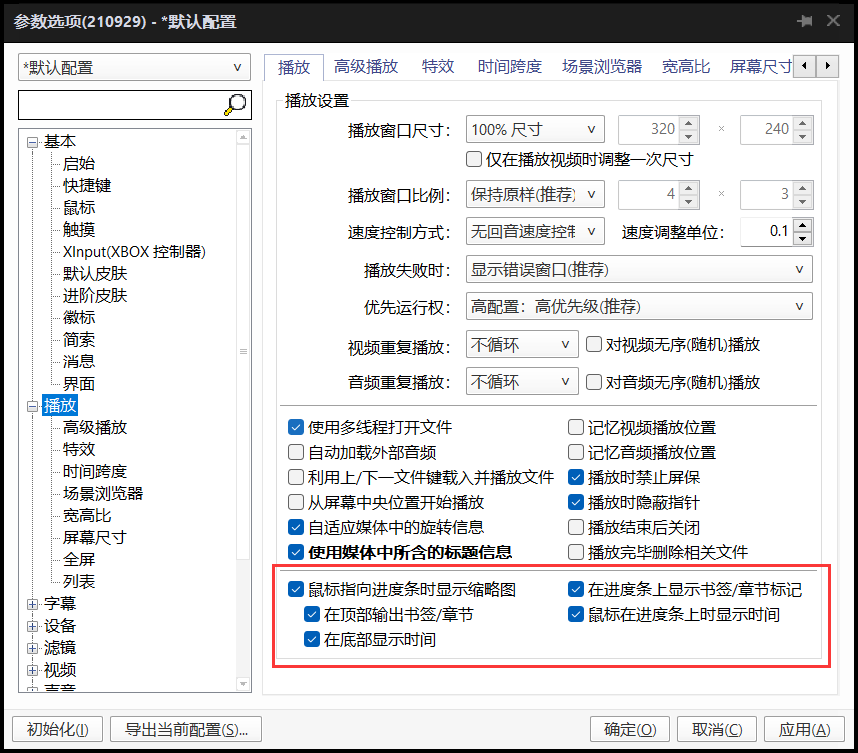 参数选项(210929) - *默认配置
*默认配置
基本
启始
快捷键
鼠标
触摸
XInput(XBOX 控制器)
默认皮肤
进阶皮肤
徽标
简索
消息
界面
播放
高级播放
特效
时间跨度
场景浏览器
宽高比
屏幕尺寸
全屏
列表
字幕
设备
滤镜
视频
声音
播放 高级播放 特效 时间跨度 场景浏览器 宽高比 屏幕尺寸
播放设置
播放窗口尺寸： 100% 尺寸 320 × 240
仅在播放视频时调整一次尺寸
播放窗口比例： 保持原样(推荐) 4 × 3
速度控制方式： 无回音速度控制 速度调整单位： 0.1
播放失败时： 显示错误窗口(推荐)
优先运行权： 高配置：高优先级(推荐)
视频重复播放： 不循环 对视频无序(随机)播放
音频重复播放： 不循环 对音频无序(随机)播放
使用多线程打开文件 记忆视频播放位置
自动加载外部音频 记忆音频播放位置
利用上/下一文件键载入并播放文件 播放时禁止屏保
从屏幕中央位置开始播放 播放时隐蔽指针
自适应媒体中的旋转信息 播放结束后关闭
使用媒体中所含的标题信息 播放完毕删除相关文件
鼠标指向进度条时显示缩略图 在进度条上显示书签/章节标记
在顶部输出书签/章节 鼠标在进度条上时显示时间
在底部显示时间
初始化(I) 导出当前配置(S)... 确定(O) 取消(C) 应用(A)